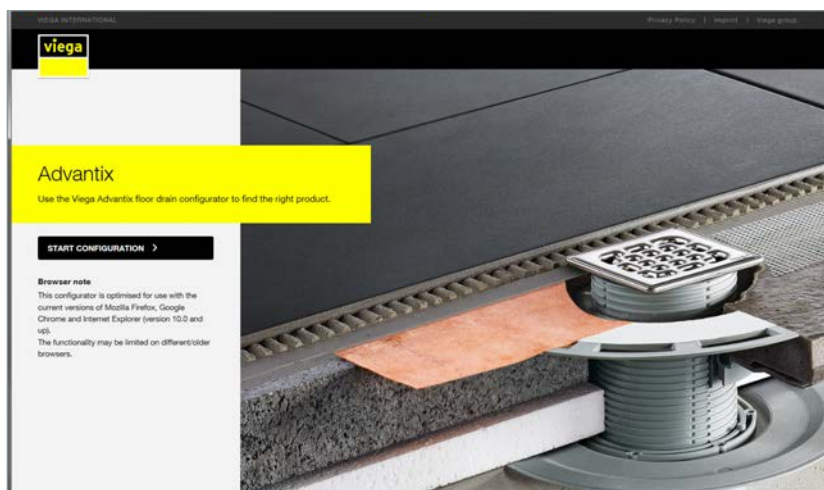 VIEGA INTERNATIONAL
Privacy Policy | Imprint | Viega group
viega
Advantix
Use the Viega Advantix floor drain configurator to find the right product.
START CONFIGURATION >
Browser note
This configurator is optimised for use with the
current versions of Mozilla Firefox, Google
Chrome and Internet Explorer (version 10.0 and
up).
The functionality may be limited on different/older
browsers.